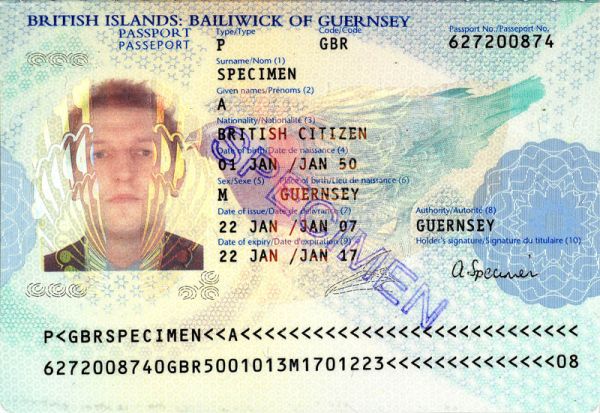 BRITISH ISLANDS: BAILIWICK OF GUERNSEY
PASSPORT
PASSEPORT
Type/Type
P
Code/Code
GBR
Passport No./Passeport No.
627200874
Surname/Nom (1)
SPECIMEN
Given names/Prénoms (2)
A
Nationality/Nationalité (3)
BRITISH CITIZEN
Date of birth/Date de naissance (4)
01 JAN /JAN 50
Sex/Sexe (5)
M
Place of birth/Lieu de naissance (6)
GUERNSEY
Date of issue/Date de délivrance (7)
22 JAN /JAN 07
Authority/Autorité (8)
GUERNSEY
Date of expiry/Date d'expiration (9)
22 JAN /JAN 17
Holder's signature/Signature du titulaire (10)
A Specimen
SPECIMEN
P<GBRSPECIMEN<<A<<<<<<<<<<<<<<<<<<<<<<<<<<<<
6272008740GBR5001013M1701223<<<<<<<<<<<<<<08